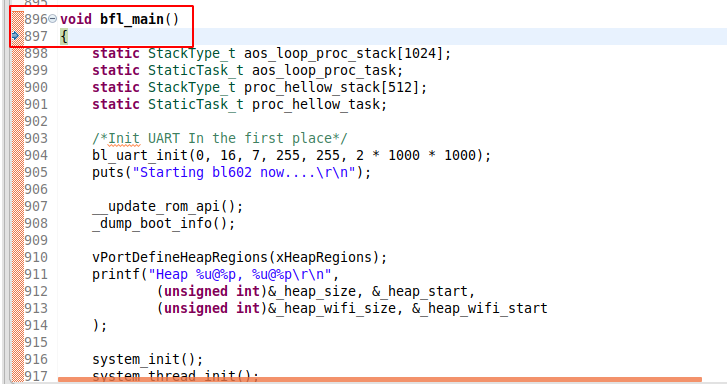 895
896 void bfl_main()
897 {
898 static StackType_t aos_loop_proc_stack[1024];
899 static StaticTask_t aos_loop_proc_task;
900 static StackType_t proc_hellow_stack[512];
901 static StaticTask_t proc_hellow_task;
902
903 /*Init UART In the first place*/
904 bl_uart_init(0, 16, 7, 255, 255, 2 * 1000 * 1000);
905 puts("Starting bl602 now....\r\n");
906
907 __update_rom_api();
908 _dump_boot_info();
909
910 vPortDefineHeapRegions(xHeapRegions);
911 printf("Heap %u@%p, %u@%p\r\n",
912 (unsigned int)&_heap_size, &_heap_start,
913 (unsigned int)&_heap_wifi_size, &_heap_wifi_start
914 );
915
916 system_init();
917 system_thread_init();